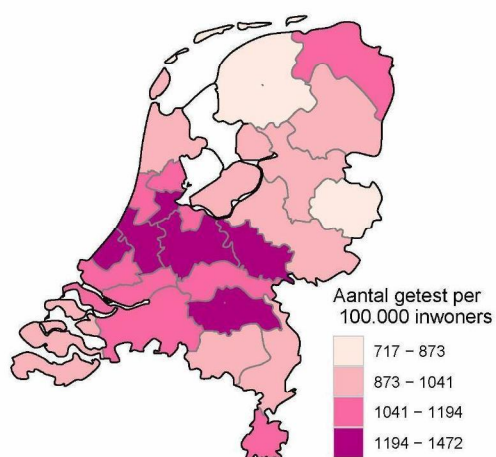 Aantal getest per
100.000 inwoners
717 – 873
873 – 1041
1041 – 1194
1194 – 1472